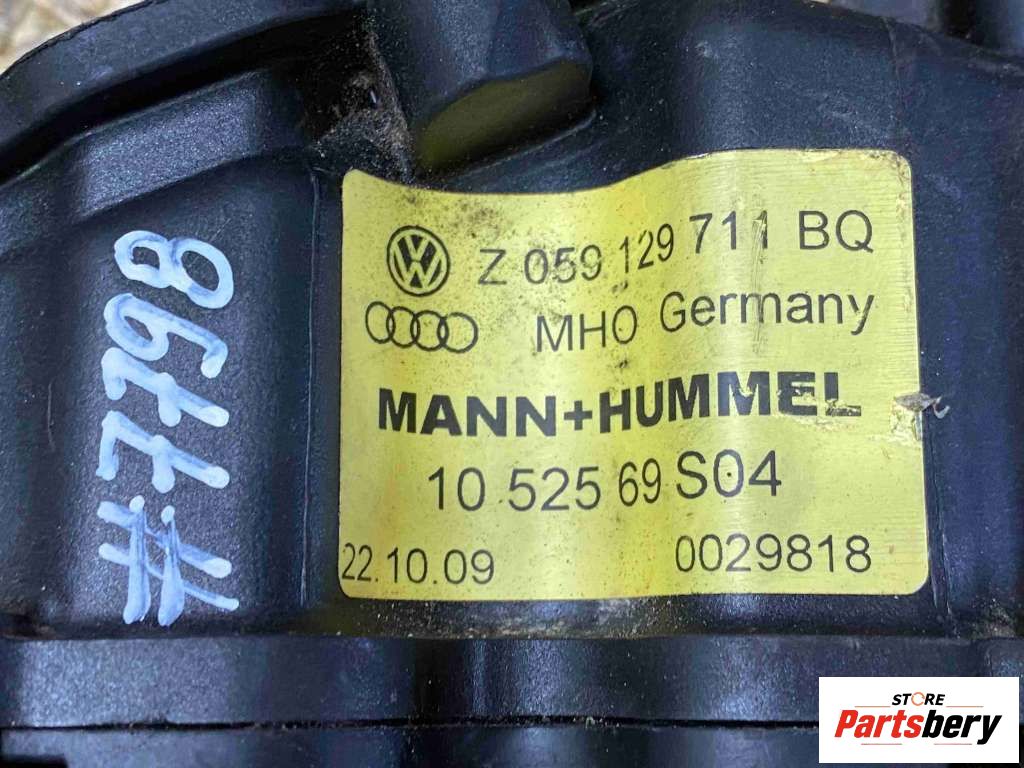 #7798
Z 059 129 711 BQ
MHO Germany
MANN+HUMMEL
10 525 69 S04
22.10.09 0029818
STORE
Partsbery